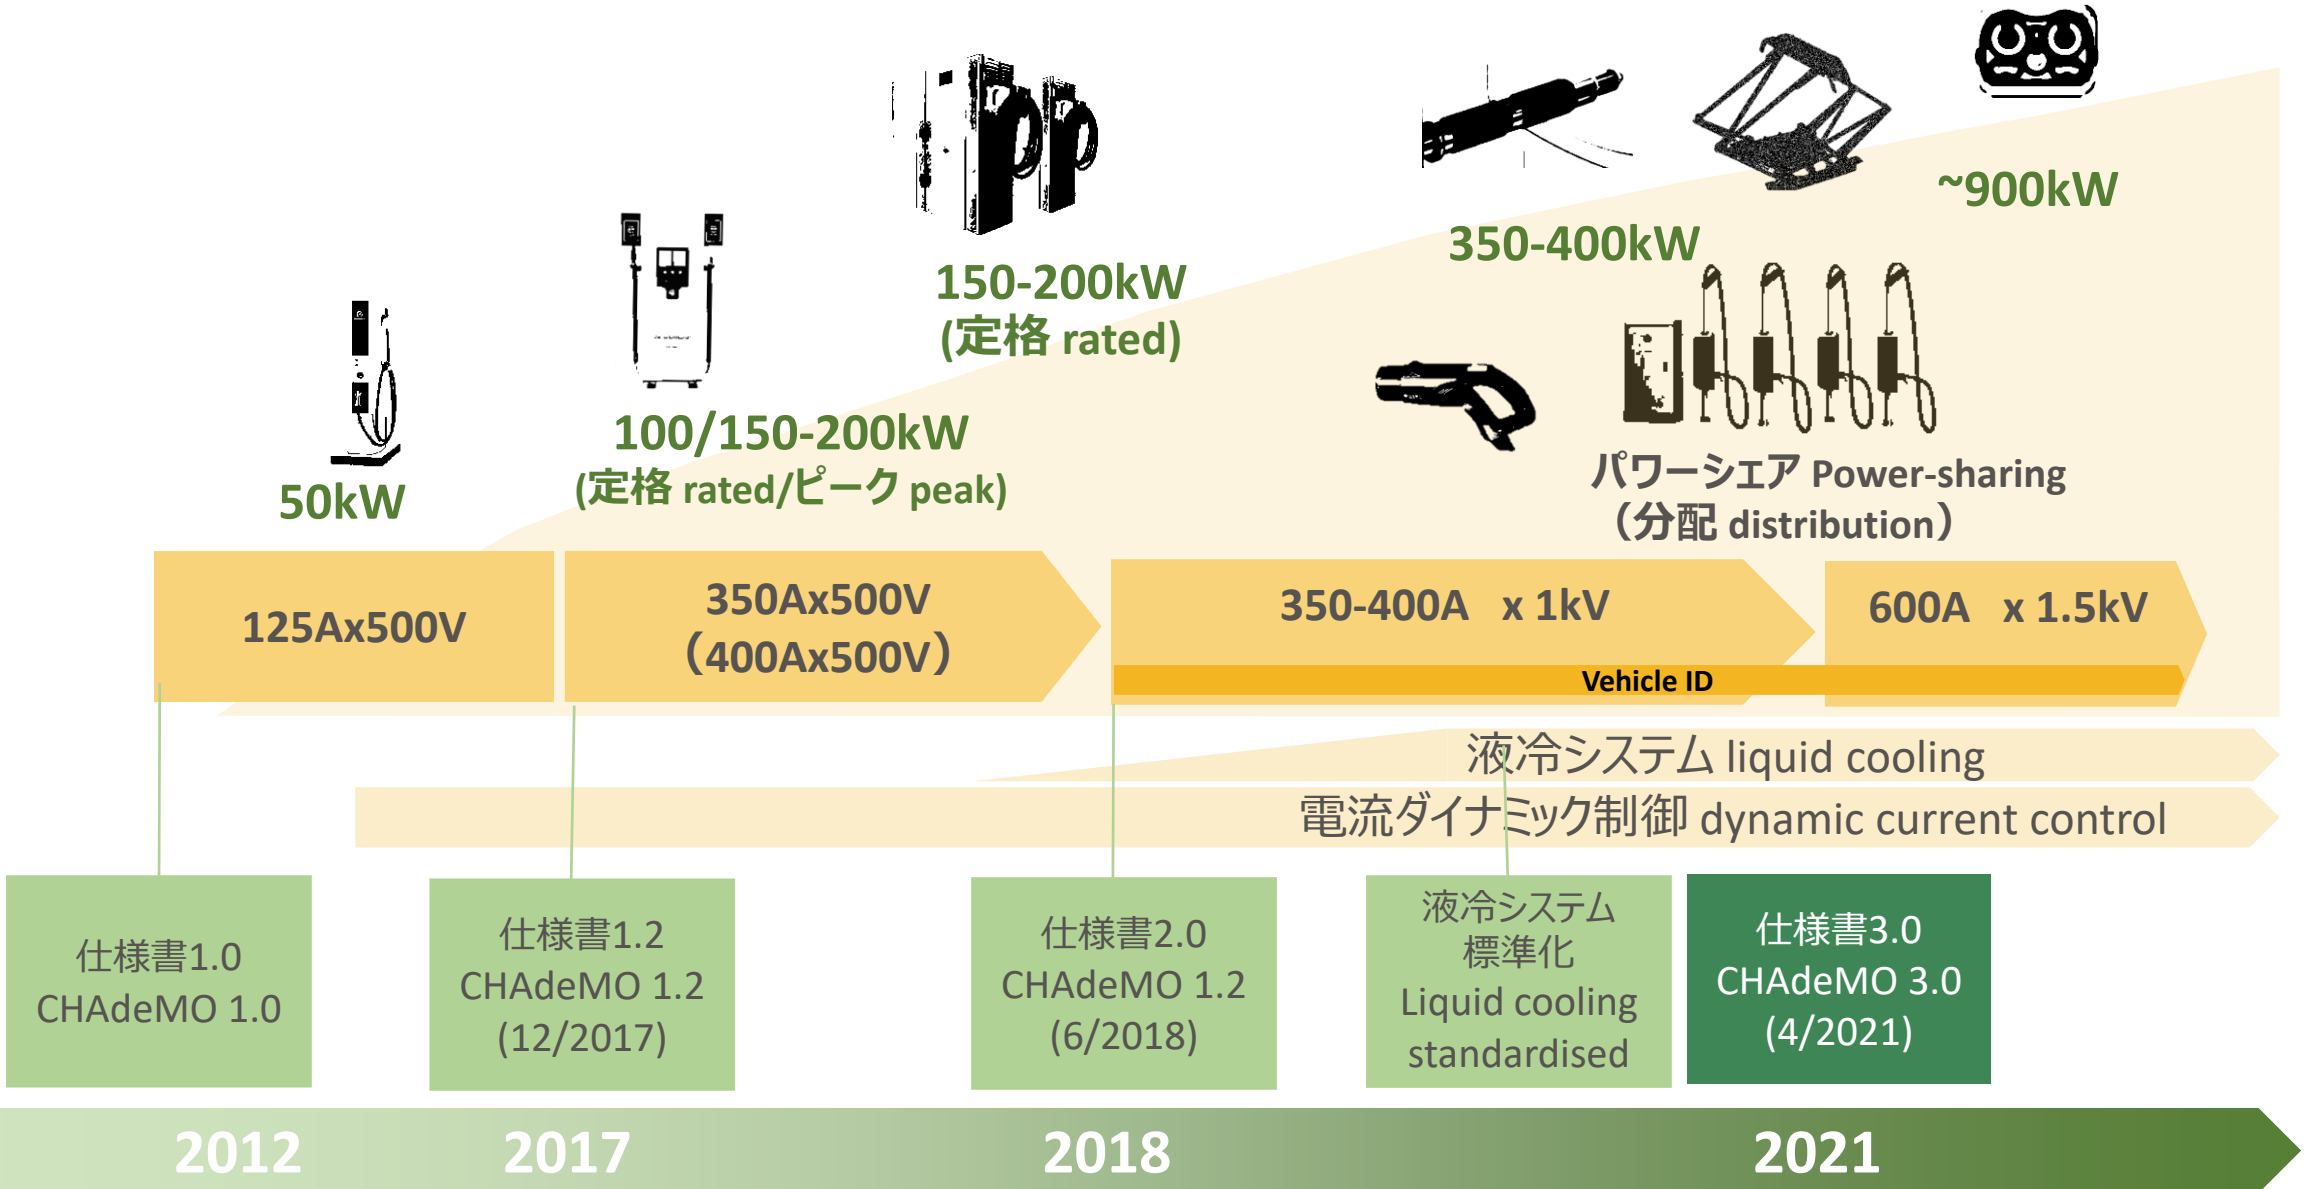 ~900kW
350-400kW
150-200kW
(定格 rated)
100/150-200kW
(定格 rated/ピーク peak)
50kW
パワーシェア Power-sharing
（分配 distribution）
125Ax500V
350Ax500V
（400Ax500V）
350-400A x 1kV
600A x 1.5kV
Vehicle ID
液冷システム liquid cooling
電流ダイナミック制御 dynamic current control
仕様書1.0
CHAdeMO 1.0
仕様書1.2
CHAdeMO 1.2
(12/2017)
仕様書2.0
CHAdeMO 1.2
(6/2018)
液冷システム
標準化
Liquid cooling
standardised
仕様書3.0
CHAdeMO 3.0
(4/2021)
2012
2017
2018
2021